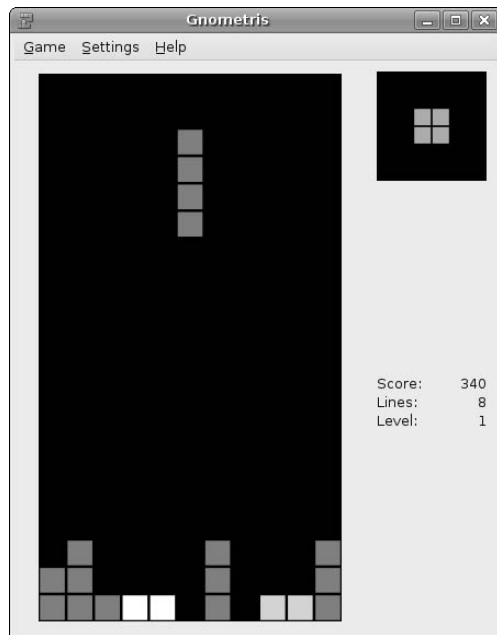 Gnometris
Game Settings Help
Score: 340
Lines: 8
Level: 1